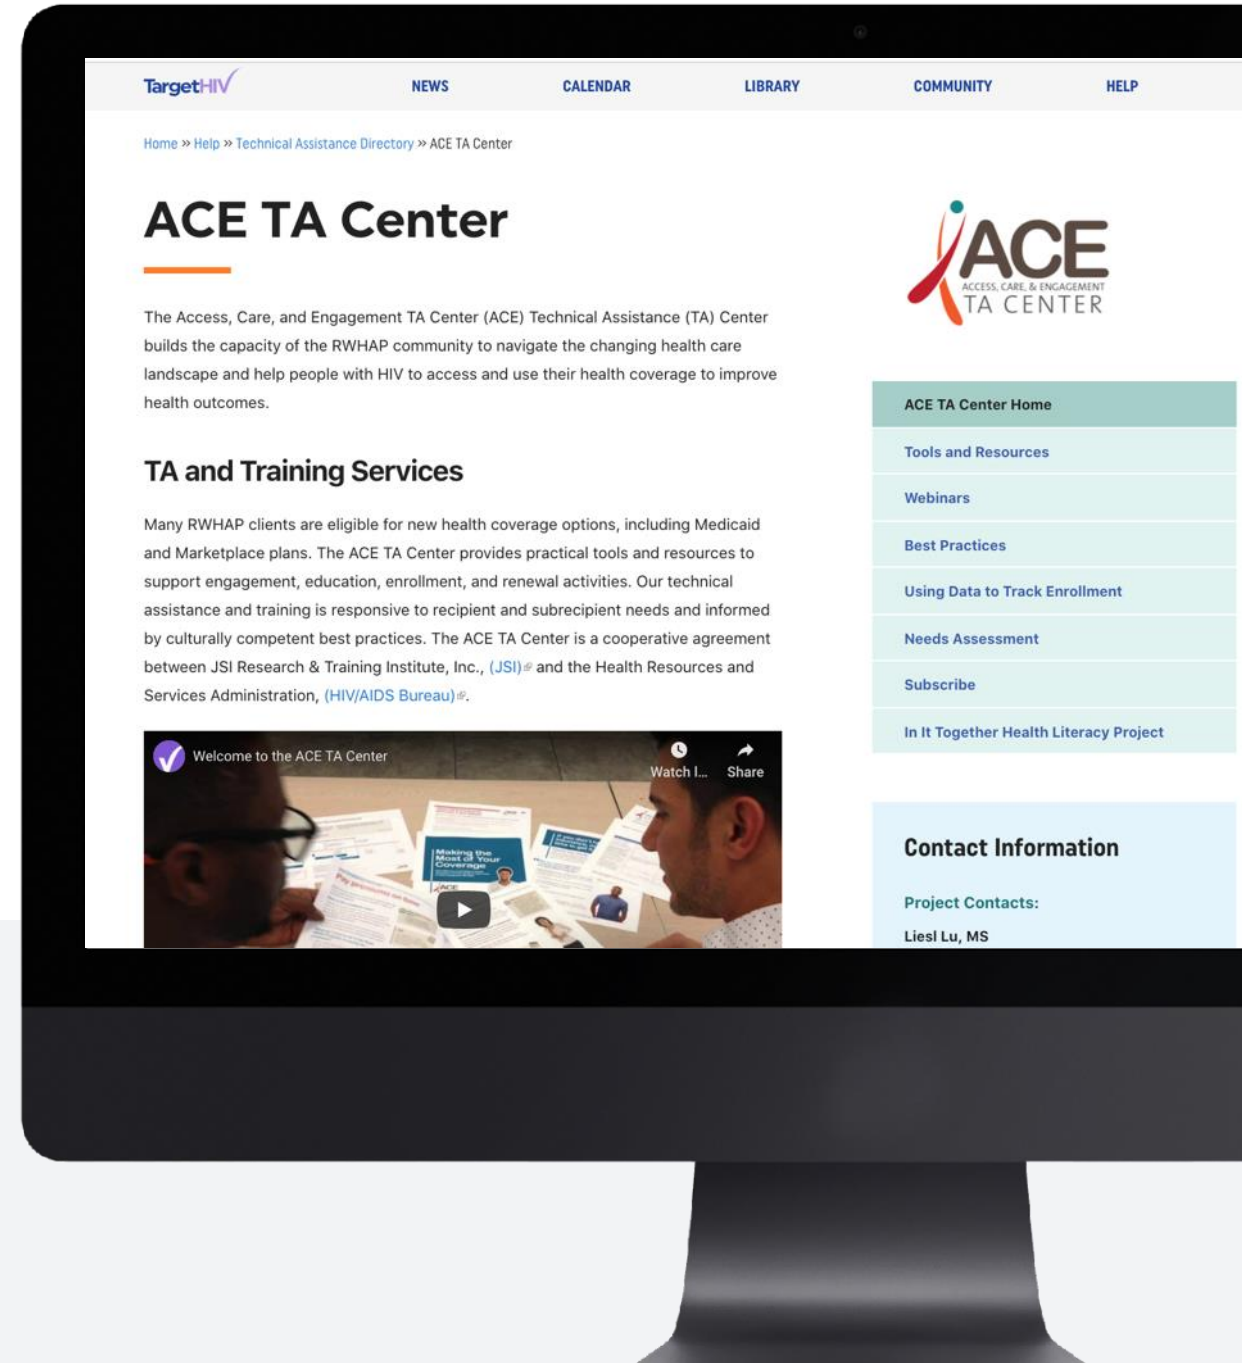 TargetHIV
NEWS
CALENDAR
LIBRARY
COMMUNITY
HELP
Home » Help » Technical Assistance Directory » ACE TA Center
ACE TA Center
The Access, Care, and Engagement TA Center (ACE) Technical Assistance (TA) Center
builds the capacity of the RWHAP community to navigate the changing health care
landscape and help people with HIV to access and use their health coverage to improve
health outcomes.
TA and Training Services
Many RWHAP clients are eligible for new health coverage options, including Medicaid
and Marketplace plans. The ACE TA Center provides practical tools and resources to
support engagement, education, enrollment, and renewal activities. Our technical
assistance and training is responsive to recipient and subrecipient needs and informed
by culturally competent best practices. The ACE TA Center is a cooperative agreement
between JSI Research & Training Institute, Inc., (JSI) and the Health Resources and
Services Administration, (HIV/AIDS Bureau).
Welcome to the ACE TA Center
Watch l...
Share
Making the
Most of Your
Coverage
ACE
Pay premiums on time
ACE
ACCESS, CARE, & ENGAGEMENT
TA CENTER
ACE TA Center Home
Tools and Resources
Webinars
Best Practices
Using Data to Track Enrollment
Needs Assessment
Subscribe
In It Together Health Literacy Project
Contact Information
Project Contacts:
Liesl Lu, MS